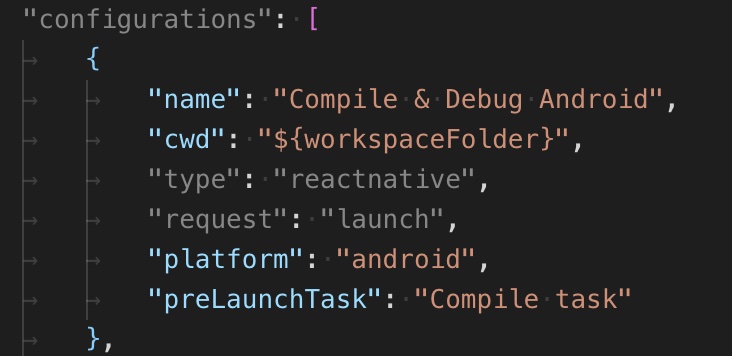 "configurations": [
{
"name": "Compile & Debug Android",
"cwd": "${workspaceFolder}",
"type": "reactnative",
"request": "launch",
"platform": "android",
"preLaunchTask": "Compile task"
},